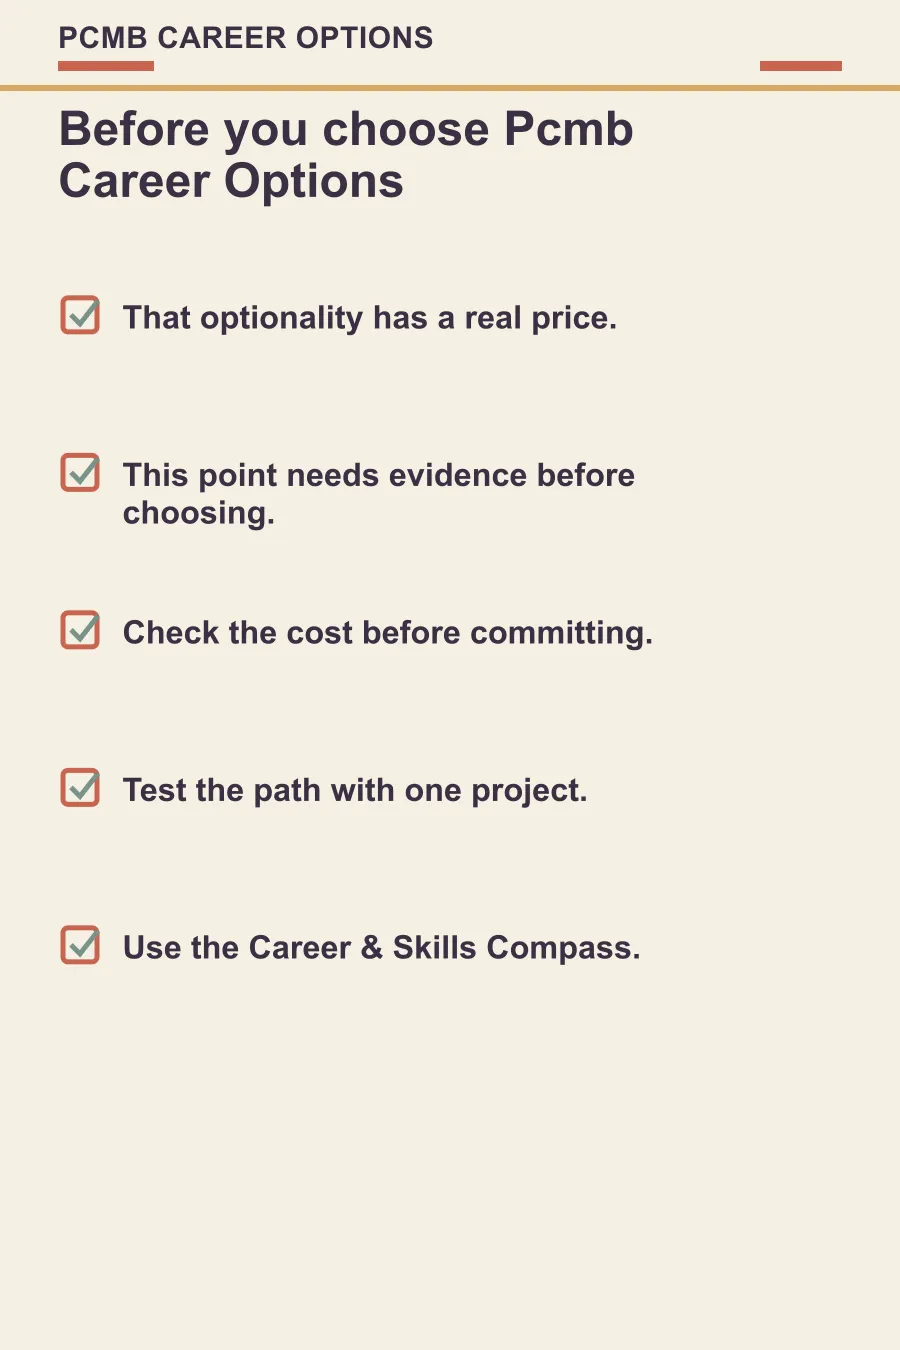 PCMB CAREER OPTIONS
Before you choose Pcmb
Career Options
That optionality has a real price.
This point needs evidence before
choosing.
Check the cost before committing.
Test the path with one project.
Use the Career & Skills Compass.